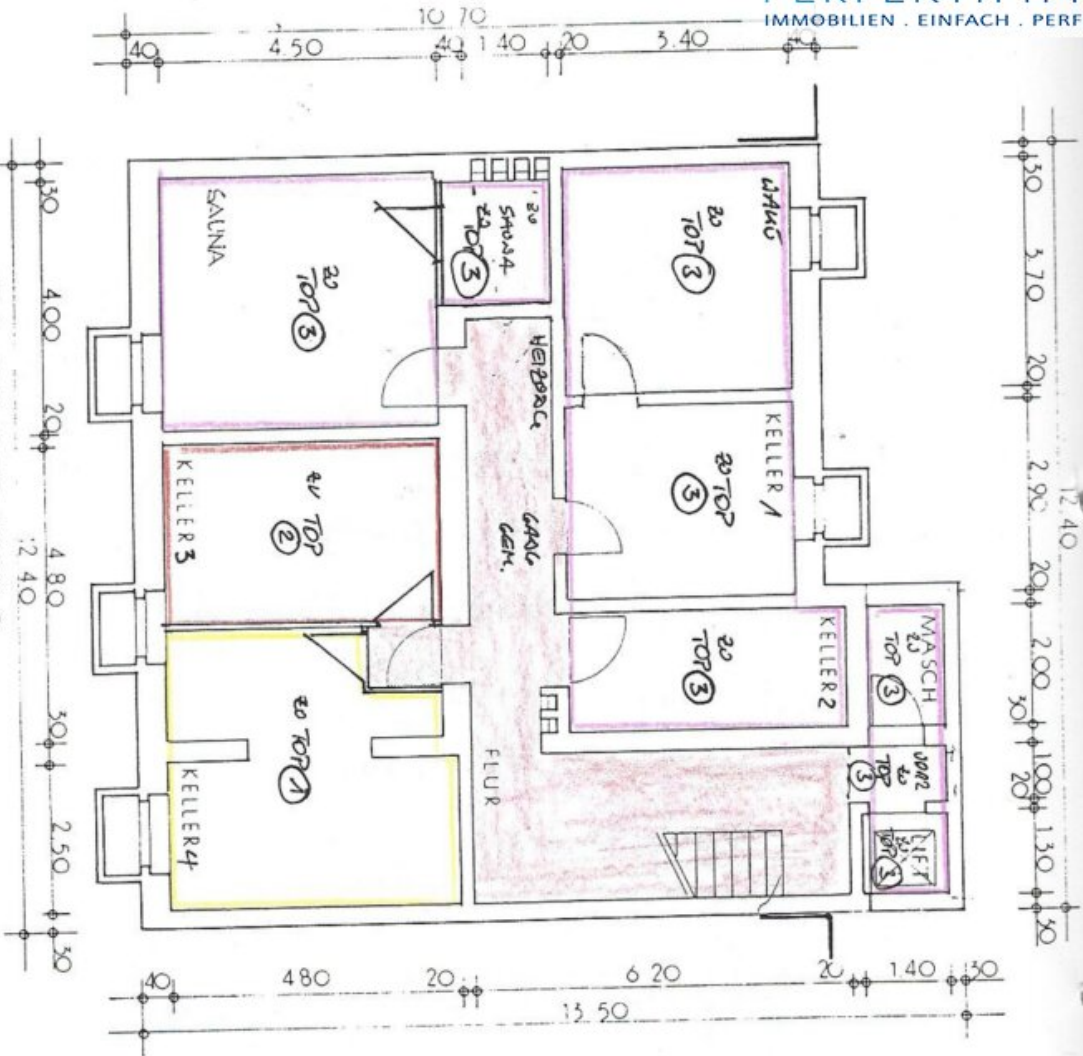 IMMOBILIEN . EINFACH . PERF
10 70
40 4.50 40 1 40 20 3.40 40
30 4.00 20 4 80 30 2.50 30
12 40
SAUNA
ZU
TOP 3
ZU
SAUNA
ZU
TOP 3
ZU
TOP 3
KELLER 1
ZU TOP
3
KELLER 2
ZU
TOP 3
GANG
GEM.
FLUR
KELLER 3
ZU TOP
2
KELLER 4
ZU TOP 1
MASCH
ZU
TOP 3
VORR
ZU
TOP
3
LIFT
ZU
TOP 3
30 3.70 20 2.90 20 2.00 30 1.00 20 1.30 30
12.40
40 4 80 20 6 20 20 1.40 30
13.50